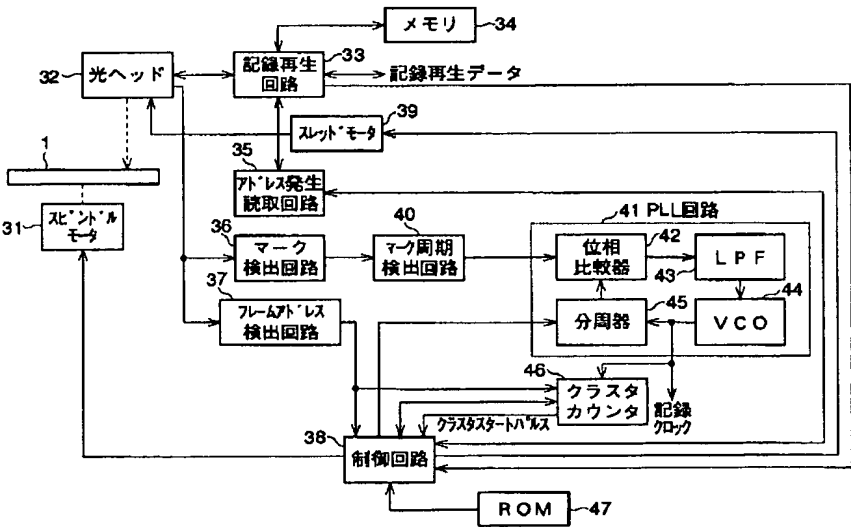 メモリ
34
33
32
光ヘッド
記録再生
回路
記録再生データ
39
スレッドモータ
1
35
アドレス発生
読取回路
31
スピンドル
モータ
36
マーク
検出回路
40
マーク周期
検出回路
41 PLL回路
位相
比較器
42
LPF
43
37
フレームアドレス
検出回路
分周器
45
VCO
44
46
クラスタ
カウンタ
記録
クロック
クラスタスタートパルス
38
制御回路
ROM
47